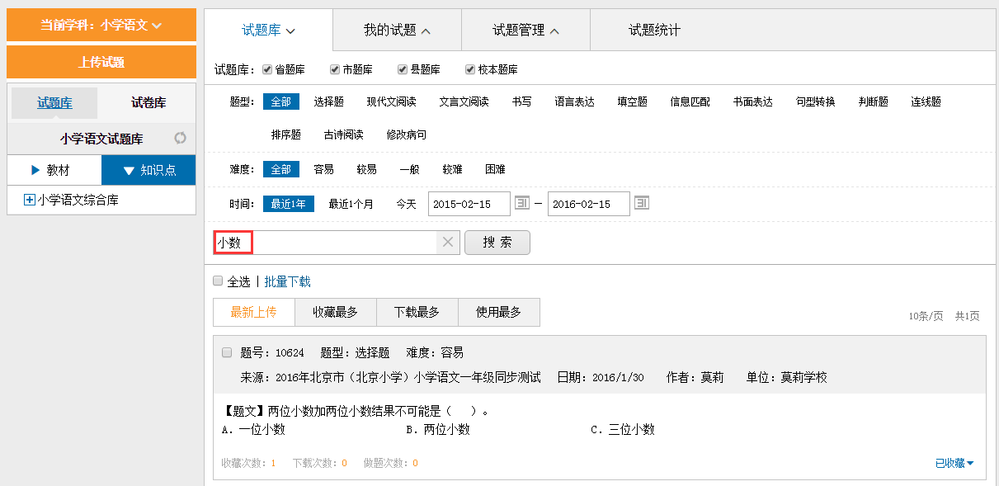 当前学科：小学语文
上传试题
试题库 试卷库
小学语文试题库
教材 知识点
小学语文综合库
试题库 我的试题 试题管理 试题统计
试题库： 省题库 市题库 县题库 校本题库
题型： 全部 选择题 现代文阅读 文言文阅读 书写 语言表达 填空题 信息匹配 书面表达 句型转换 判断题 连线题
排序题 古诗阅读 修改病句
难度： 全部 容易 较易 一般 较难 困难
时间： 最近1年 最近1个月 今天 2015-02-15 31 — 2016-02-15 31
小数 搜 索
全选 | 批量下载
最新上传 收藏最多 下载最多 使用最多
10条/页 共1页
题号：10624 题型：选择题 难度：容易
来源：2016年北京市（北京小学）小学语文一年级同步测试 日期：2016/1/30 作者：莫莉 单位：莫莉学校
【题文】两位小数加两位小数结果不可能是（ ）。
A. 一位小数 B. 两位小数 C. 三位小数
收藏次数：1 下载次数：0 做题次数：0
已收藏